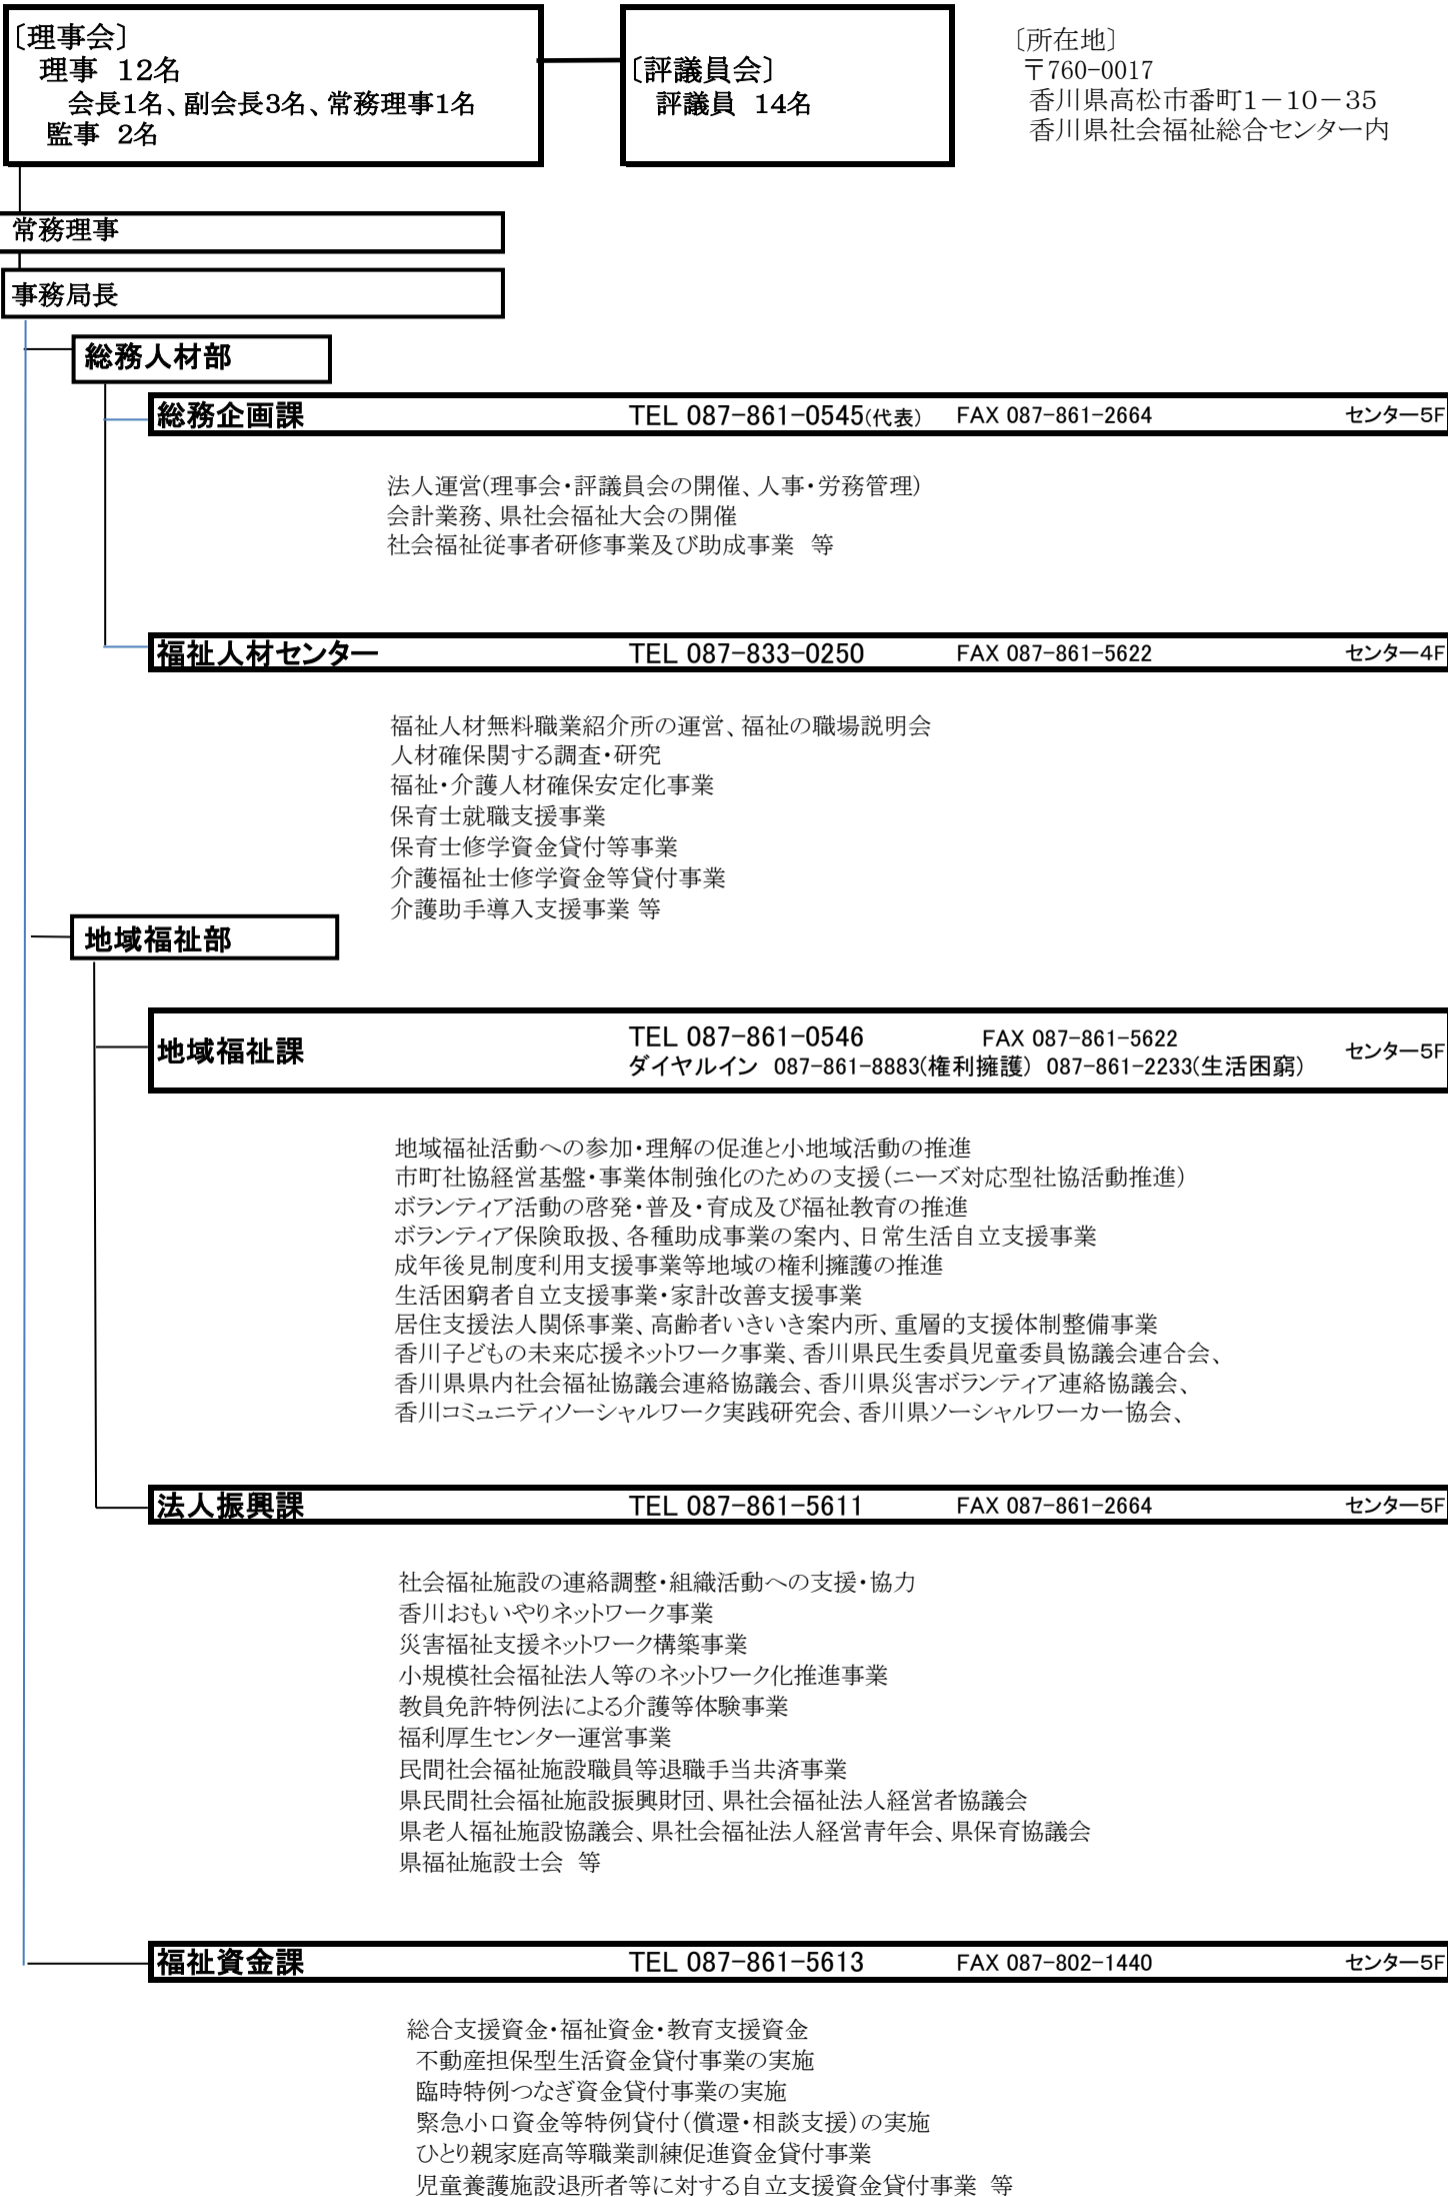 〔理事会〕
理事 12名
会長1名、副会長3名、常務理事1名
監事 2名
〔評議員会〕
評議員 14名
〔所在地〕
〒760-0017
香川県高松市番町1－10－35
香川県社会福祉総合センター内
常務理事
事務局長
総務人材部
総務企画課 TEL 087-861-0545(代表) FAX 087-861-2664 センター5F
法人運営(理事会・評議員会の開催、人事・労務管理)
会計業務、県社会福祉大会の開催
社会福祉従事者研修事業及び助成事業 等
福祉人材センター TEL 087-833-0250 FAX 087-861-5622 センター4F
福祉人材無料職業紹介所の運営、福祉の職場説明会
人材確保関する調査・研究
福祉・介護人材確保安定化事業
保育士就職支援事業
保育士修学資金貸付等事業
介護福祉士修学資金等貸付事業
介護助手導入支援事業 等
地域福祉部
地域福祉課 TEL 087-861-0546 FAX 087-861-5622 センター5F
ダイヤルイン 087-861-8883(権利擁護) 087-861-2233(生活困窮)
地域福祉活動への参加・理解の促進と小地域活動の推進
市町社協経営基盤・事業体制強化のための支援（ニーズ対応型社協活動推進）
ボランティア活動の啓発・普及・育成及び福祉教育の推進
ボランティア保険取扱、各種助成事業の案内、日常生活自立支援事業
成年後見制度利用支援事業等地域の権利擁護の推進
生活困窮者自立支援事業・家計改善支援事業
居住支援法人関係事業、高齢者いきいき案内所、重層的支援体制整備事業
香川子どもの未来応援ネットワーク事業、香川県民生委員児童委員協議会連合会、
香川県県内社会福祉協議会連絡協議会、香川県災害ボランティア連絡協議会、
香川コミュニティソーシャルワーク実践研究会、香川県ソーシャルワーカー協会、
法人振興課 TEL 087-861-5611 FAX 087-861-2664 センター5F
社会福祉施設の連絡調整・組織活動への支援・協力
香川おもいやりネットワーク事業
災害福祉支援ネットワーク構築事業
小規模社会福祉法人等のネットワーク化推進事業
教員免許特例法による介護等体験事業
福利厚生センター運営事業
民間社会福祉施設職員等退職手当共済事業
県民間社会福祉施設振興財団、県社会福祉法人経営者協議会
県老人福祉施設協議会、県社会福祉法人経営青年会、県保育協議会
県福祉施設士会 等
福祉資金課 TEL 087-861-5613 FAX 087-802-1440 センター5F
総合支援資金・福祉資金・教育支援資金
不動産担保型生活資金貸付事業の実施
臨時特例つなぎ資金貸付事業の実施
緊急小口資金等特例貸付（償還・相談支援）の実施
ひとり親家庭高等職業訓練促進資金貸付事業
児童養護施設退所者等に対する自立支援資金貸付事業 等